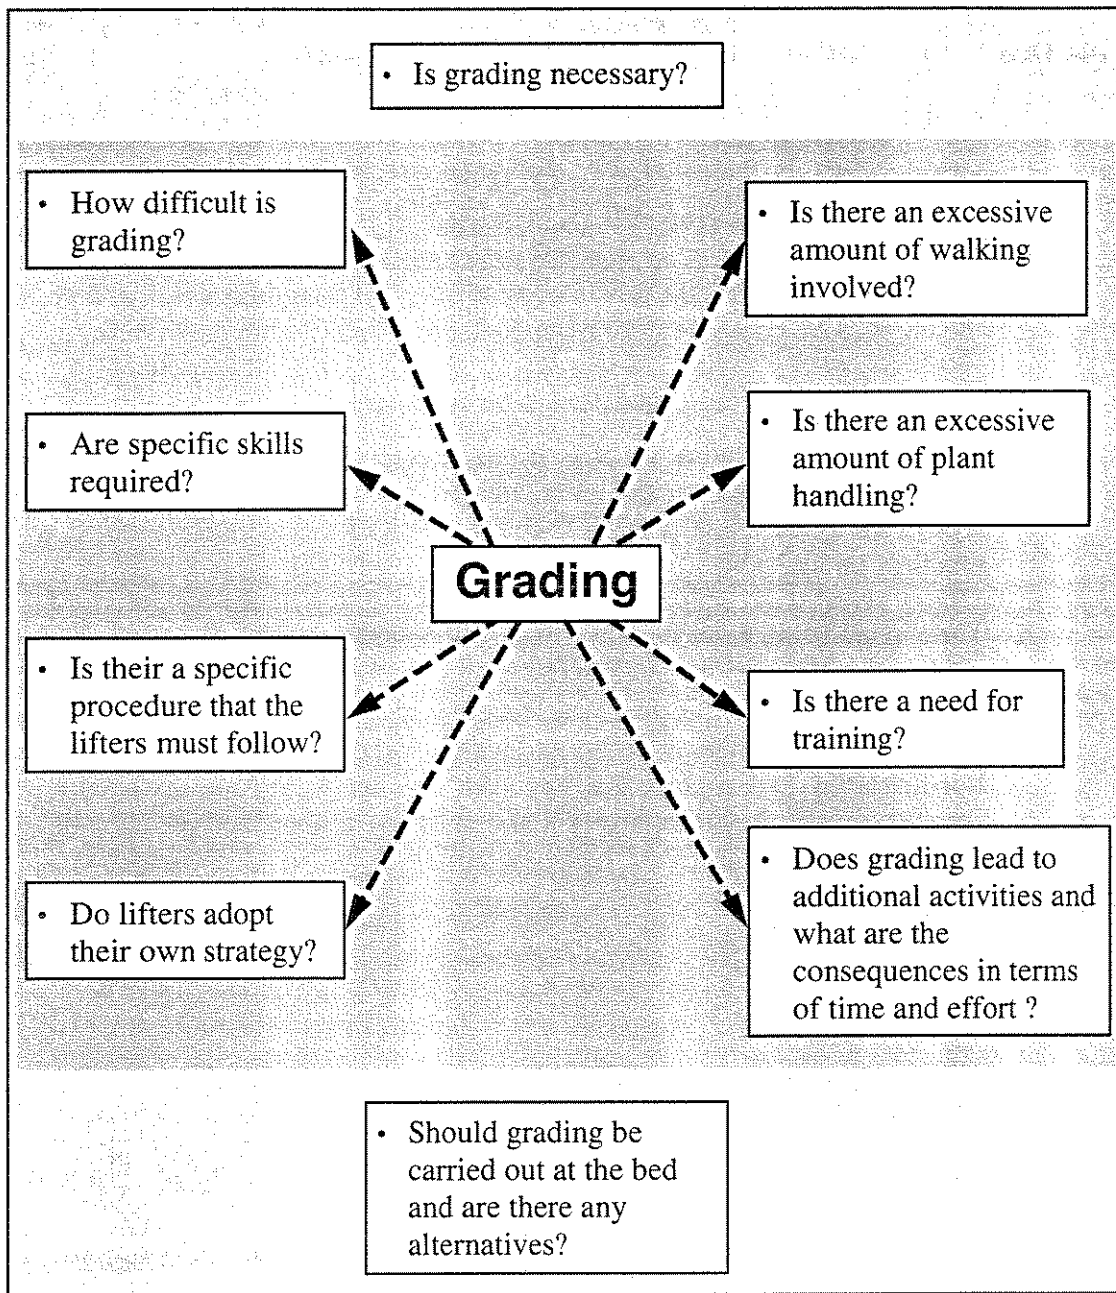 • Is grading necessary?
• How difficult is
grading?
• Is there an excessive
amount of walking
involved?
• Are specific skills
required?
• Is there an excessive
amount of plant
handling?
Grading
• Is their a specific
procedure that the
lifters must follow?
• Is there a need for
training?
• Do lifters adopt
their own strategy?
• Does grading lead to
additional activities and
what are the
consequences in terms
of time and effort ?
• Should grading be
carried out at the bed
and are there any
alternatives?